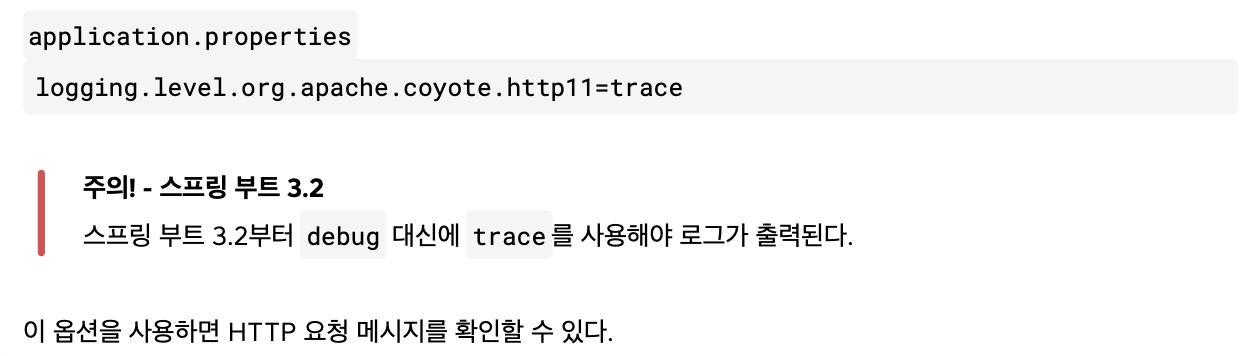 application.properties
logging.level.org.apache.coyote.http11=trace
주의! - 스프링 부트 3.2
스프링 부트 3.2부터 debug 대신에 trace를 사용해야 로그가 출력된다.
이 옵션을 사용하면 HTTP 요청 메시지를 확인할 수 있다.